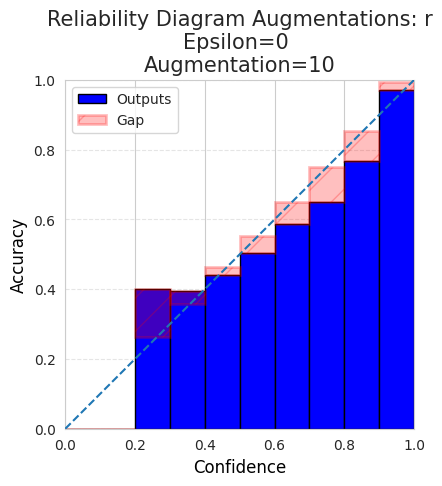 Reliability Diagram Augmentations: r
Epsilon=0
Augmentation=10
1.0
0.8
0.6
0.4
0.2
0.0
Accuracy
Outputs
Gap
0.0 0.2 0.4 0.6 0.8 1.0
Confidence